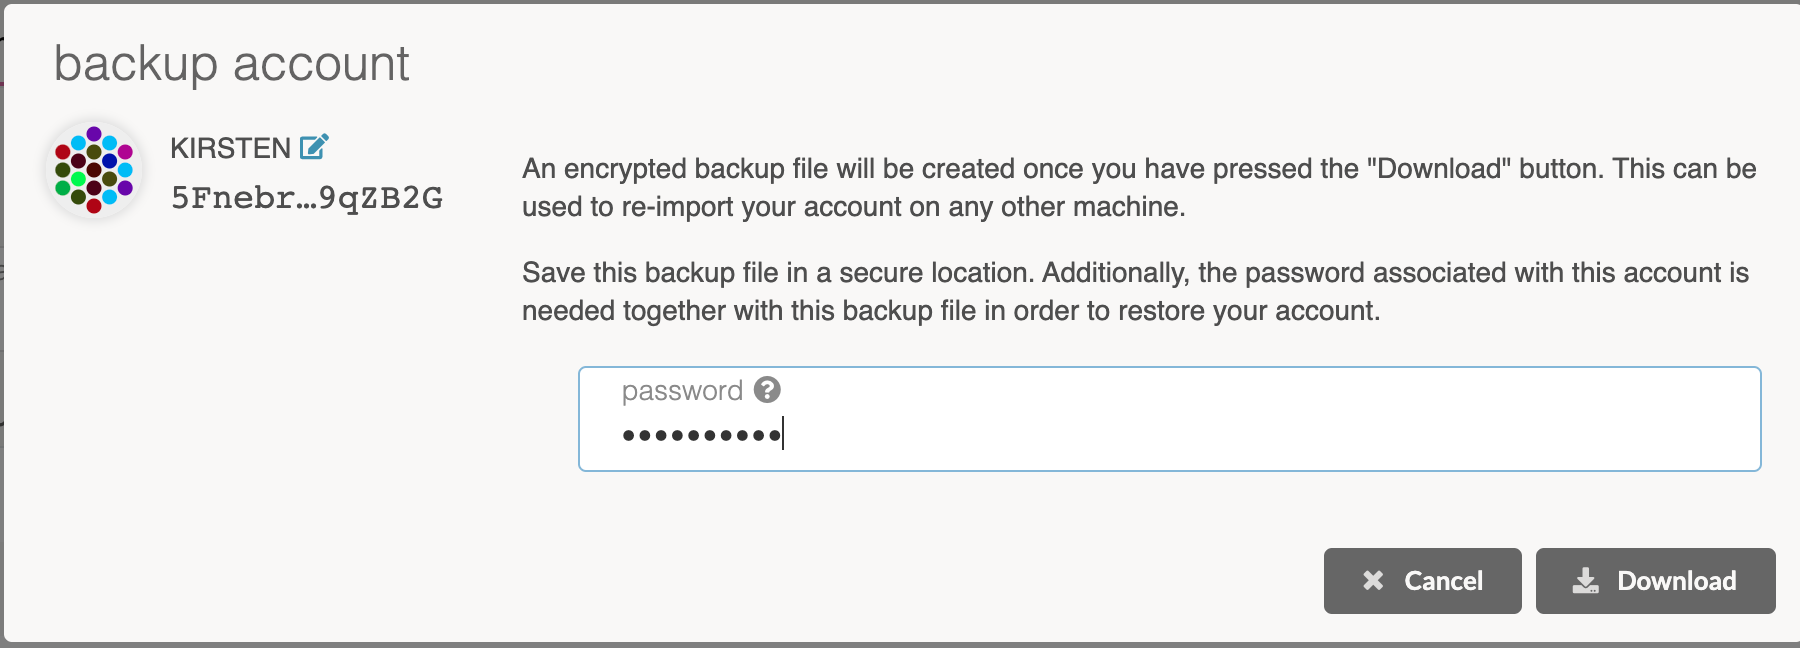 backup account
KIRSTEN
5Fnebr…9qZB2G
An encrypted backup file will be created once you have pressed the "Download" button. This can be
used to re-import your account on any other machine.
Save this backup file in a secure location. Additionally, the password associated with this account is
needed together with this backup file in order to restore your account.
password
••••••••••
Cancel
Download